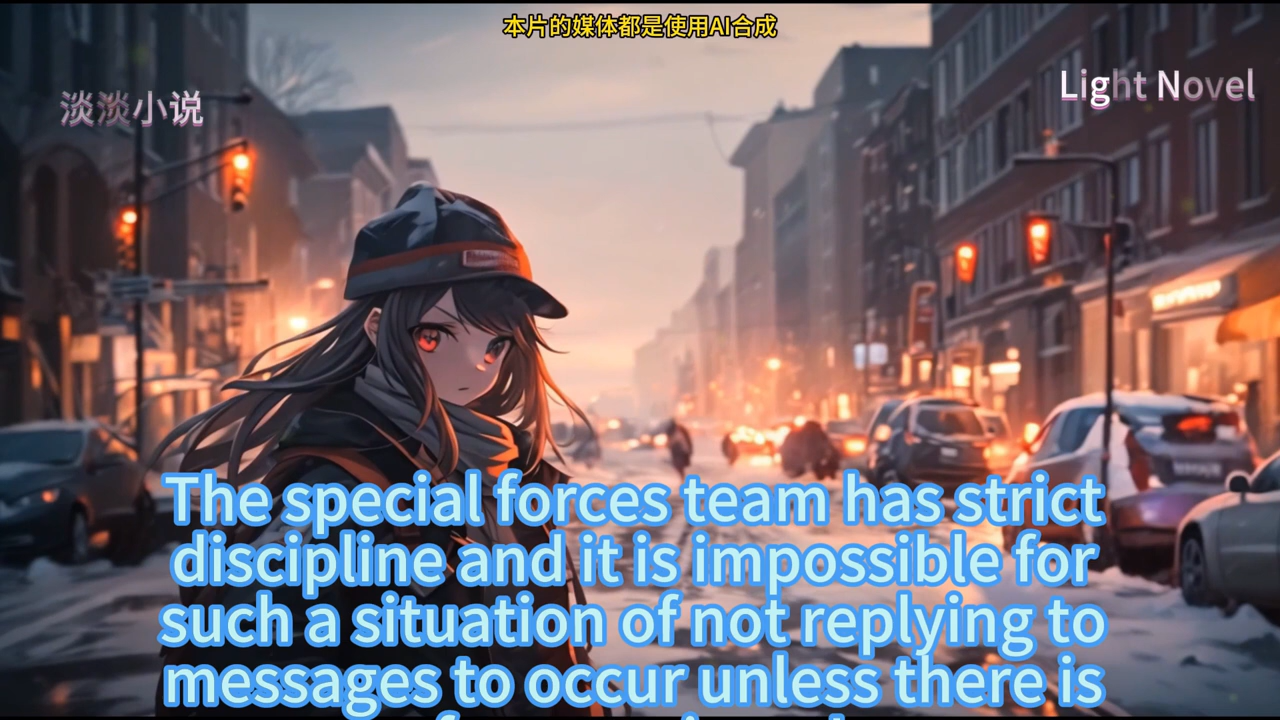 本片的媒体都是使用AI合成
淡淡小说
Light Novel
The special forces team has strict
discipline and it is impossible for
such a situation of not replying to
messages to occur unless there is